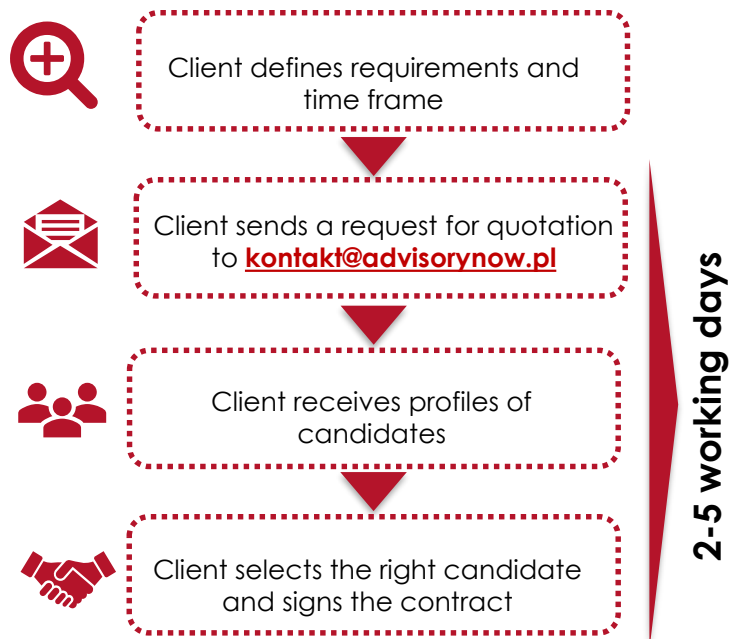 Client defines requirements and
time frame
Client sends a request for quotation
to kontakt@advisorynow.pl
Client receives profiles of
candidates
Client selects the right candidate
and signs the contract
2-5 working days